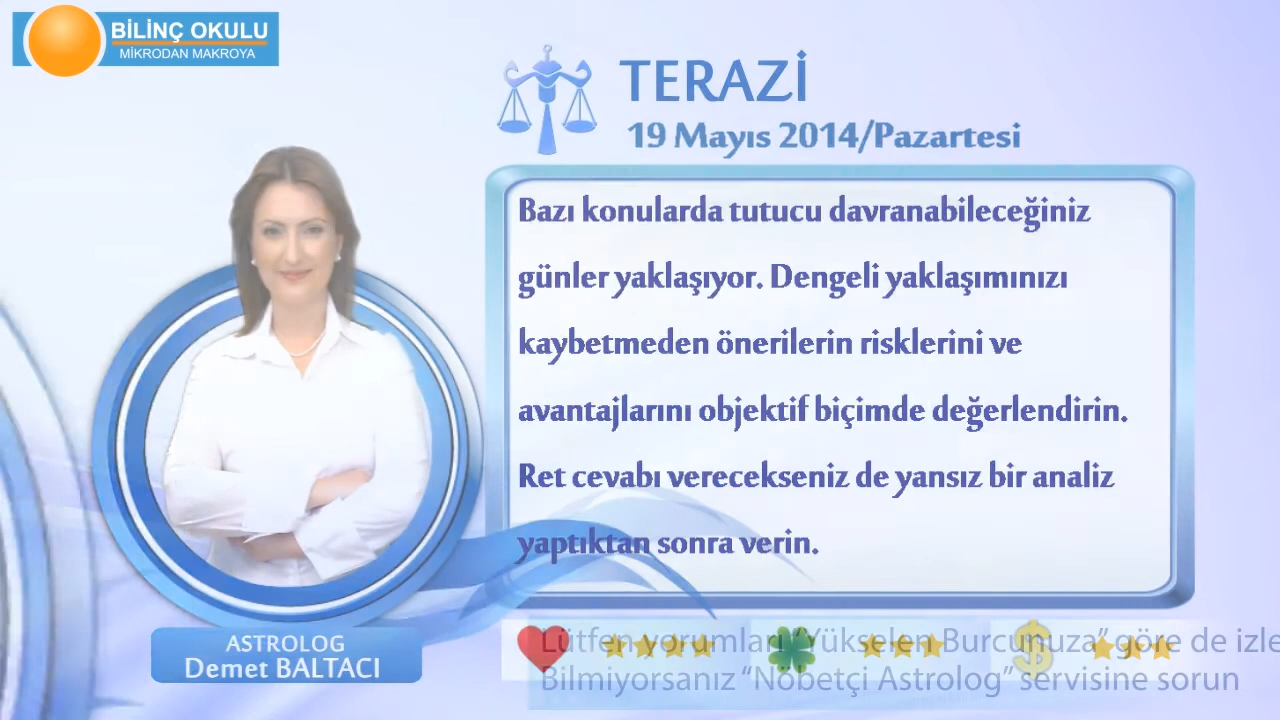 BİLİNÇ OKULU
MİKRODAN MAKROYA
TERAZİ
19 Mayıs 2014/Pazartesi
Bazı konularda tutucu davranabileceğiniz
günler yaklaşıyor. Dengeli yaklaşımınızı
kaybetmeden önerilerin risklerini ve
avantajlarını objektif biçimde değerlendirin.
Ret cevabı verecekseniz de yansız bir analiz
yaptıktan sonra verin.
ASTROLOG
Demet BALTACI
Lütfen yorumları “Yükselen Burcunuza” göre de izle
Bilmiyorsanız “Nöbetçi Astrolog” servisine sorun